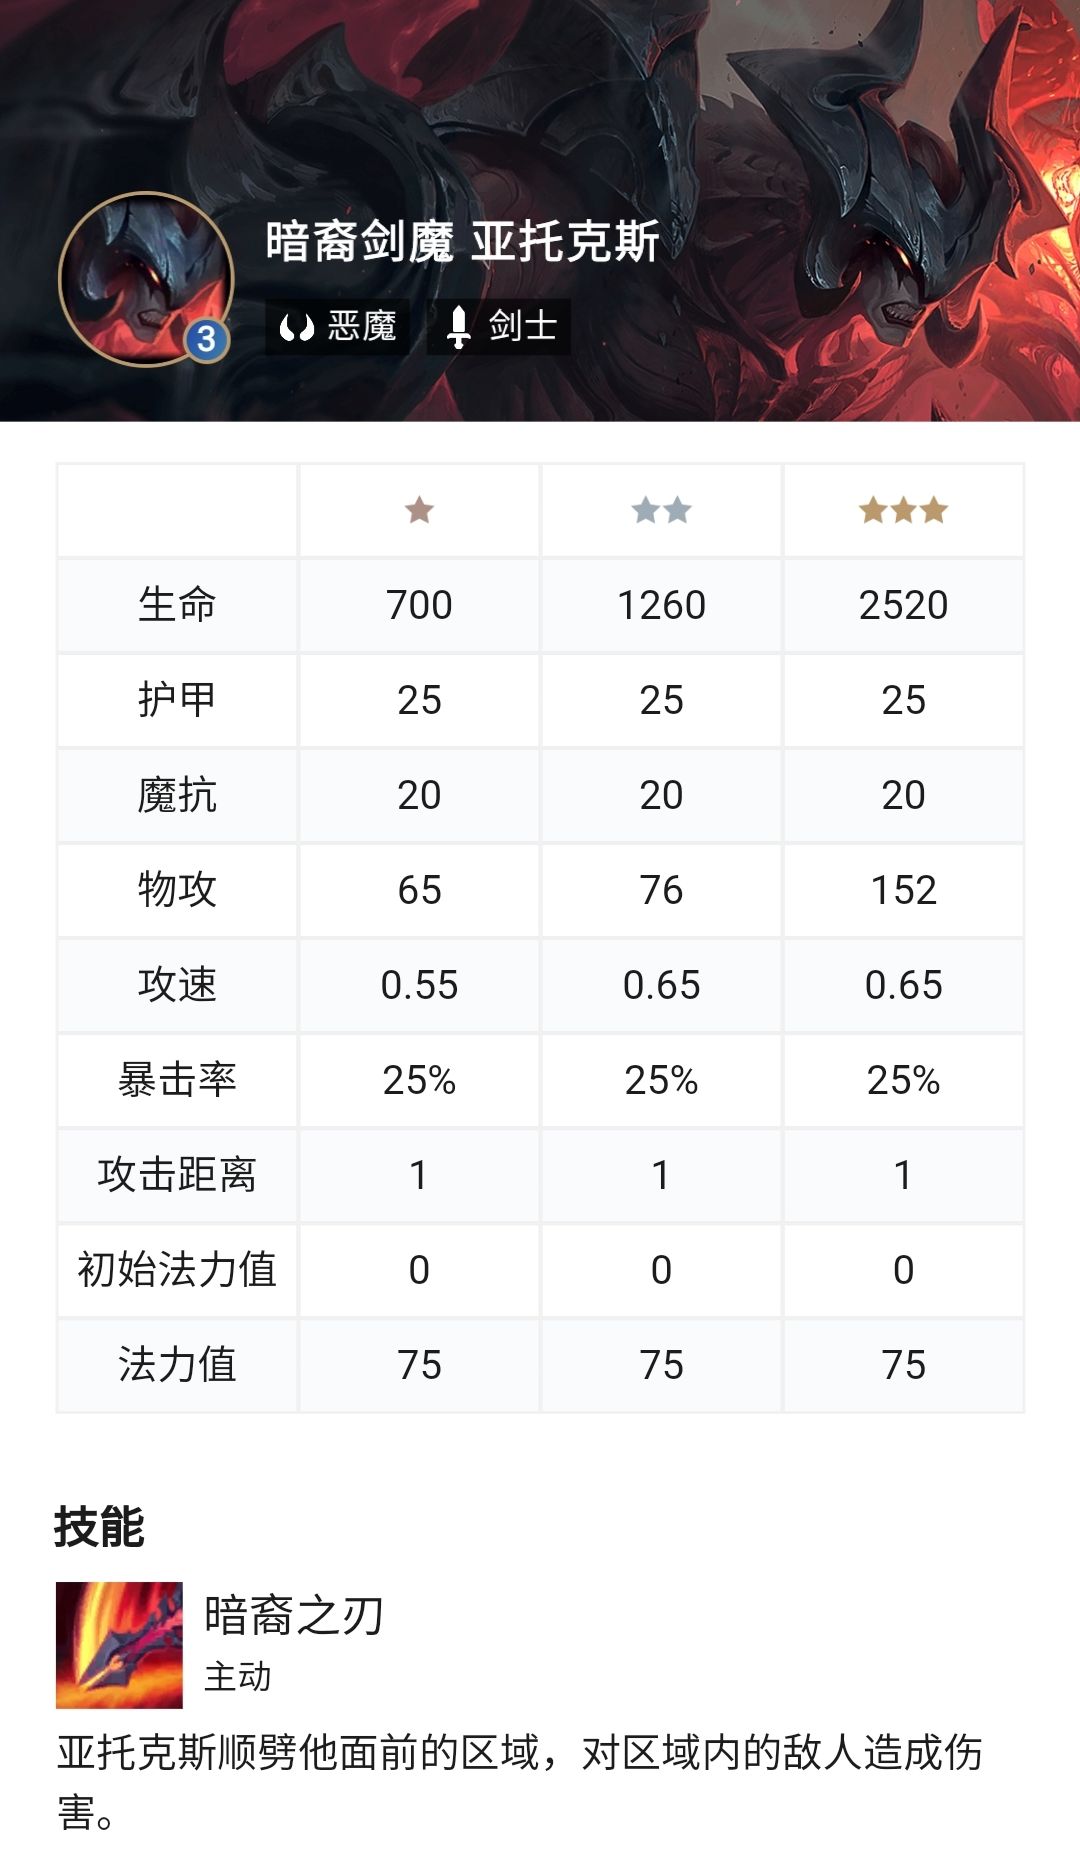 暗裔剑魔 亚托克斯
恶魔 剑士
3
生命 700 1260 2520
护甲 25 25 25
魔抗 20 20 20
物攻 65 76 152
攻速 0.55 0.65 0.65
暴击率 25% 25% 25%
攻击距离 1 1 1
初始法力值 0 0 0
法力值 75 75 75
技能
暗裔之刃
主动
亚托克斯顺劈他面前的区域，对区域内的敌人造成伤
害。